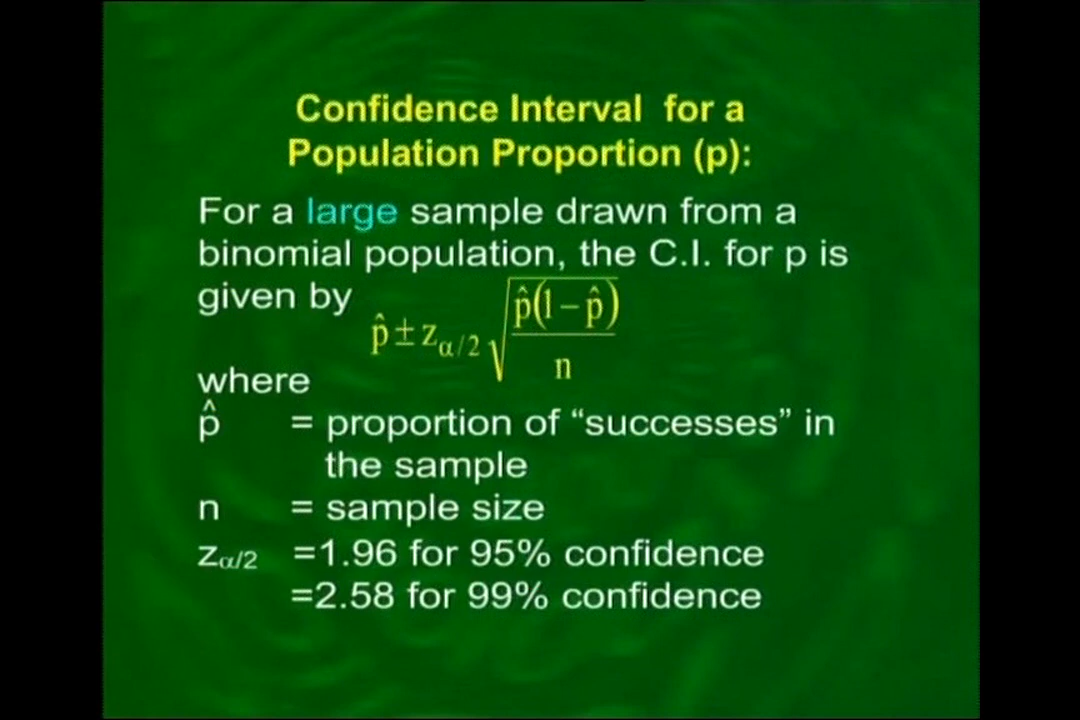 Confidence Interval for a
Population Proportion (p):
For a large sample drawn from a
binomial population, the C.I. for p is
given by
p̂ ± z_{α/2} √(p̂(1 − p̂)/n)
where
p̂ = proportion of “successes” in
the sample
n = sample size
z_{α/2} =1.96 for 95% confidence
=2.58 for 99% confidence